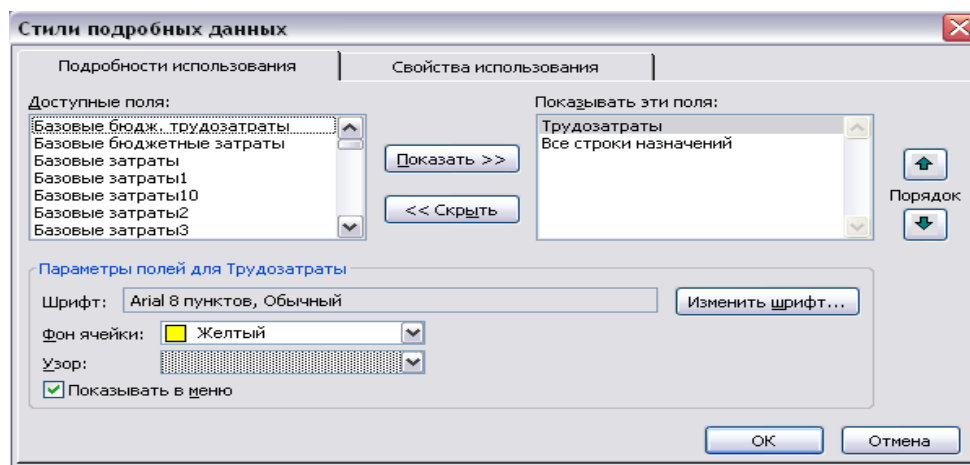 Стили подробных данных
Подробности использования
Свойства использования
Доступные поля:
Базовые бюдж. трудозатраты
Базовые бюджетные затраты
Базовые затраты
Базовые затраты1
Базовые затраты10
Базовые затраты2
Базовые затраты3
Показать >>
<< Скрыть
Показывать эти поля:
Трудозатраты
Все строки назначений
Порядок
Параметры полей для Трудозатраты
Шрифт: Arial 8 пунктов, Обычный
Изменить шрифт...
Фон ячейки: Желтый
Узор:
Показывать в меню
ОК
Отмена